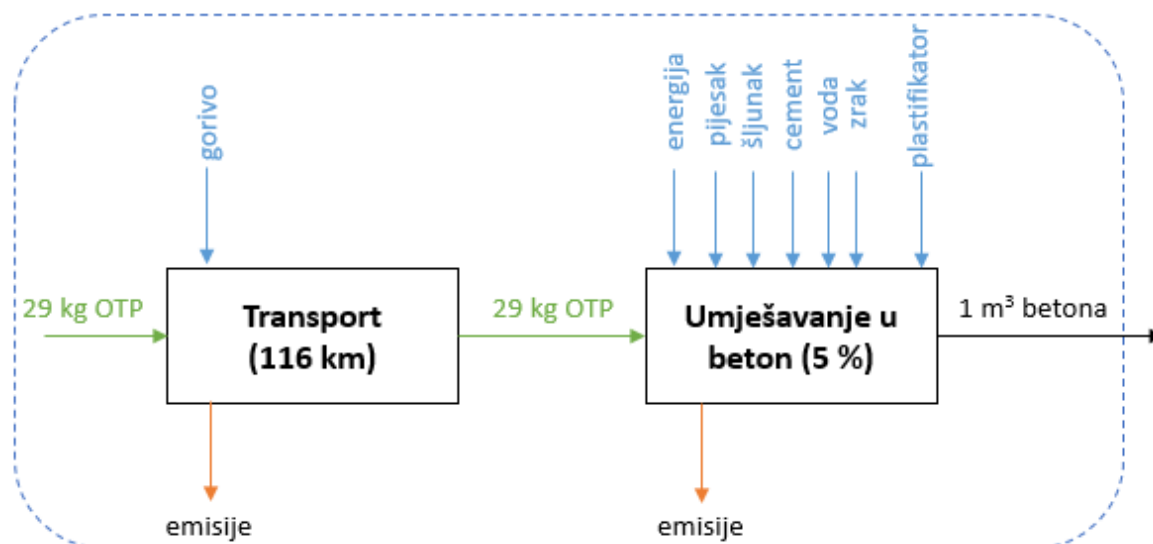 gorivo
energija
pijesak
šljunak
cement
voda
zrak
plastifikator
29 kg OTP
Transport
(116 km)
29 kg OTP
Umješavanje u
beton (5 %)
1 m³ betona
emisije
emisije